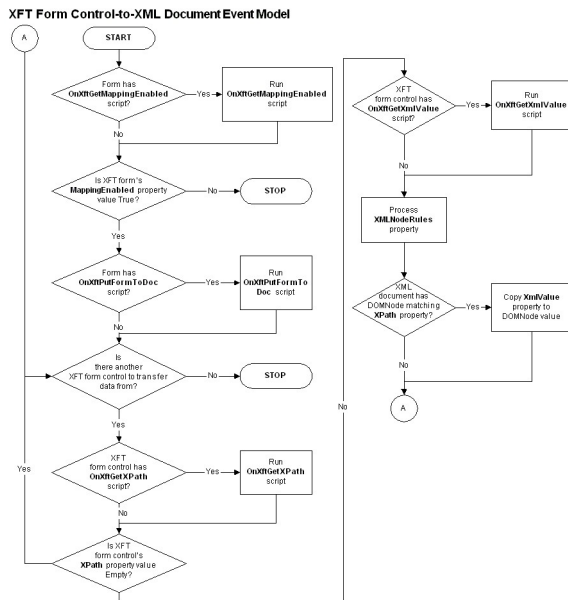 XFT Form Control-to-XML Document Event Model
A
START
Form has
OnXftGetMappingEnabled
script?
Yes
Run
OnXftGetMappingEnabled
script
No
Is XFT form's
MappingEnabled property
value True?
No
STOP
Yes
Form has
OnXftPutFormToDoc
script?
Yes
Run
OnXftPutFormTo
Doc script
No
Is
there another
XFT form control to transfer
data from?
No
STOP
Yes
XFT
form control has
OnXftGetXPath
script?
Yes
Run
OnXftGetXPath
script
No
Is XFT
form control's
XPath property value
Empty?
Yes
No
XFT
form control has
OnXftGetXmlValue
script?
Yes
Run
OnXftGetXmlValue
script
No
Process
XMLNodeRules
property
XML
document has
DOMNode matching
XPath property?
Yes
Copy XmlValue
property to
DOMNode value
No
A